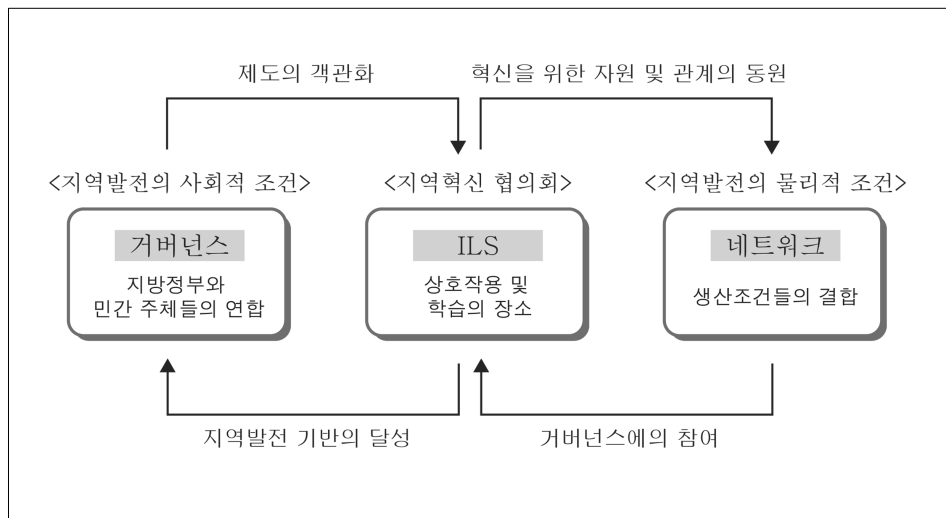 제도의 객관화
혁신을 위한 자원 및 관계의 동원
<지역발전의 사회적 조건>
<지역혁신 협의회>
<지역발전의 물리적 조건>
거버넌스
지방정부와
민간 주체들의 연합
ILS
상호작용 및
학습의 장소
네트워크
생산조건들의 결합
지역발전 기반의 달성
거버넌스에의 참여